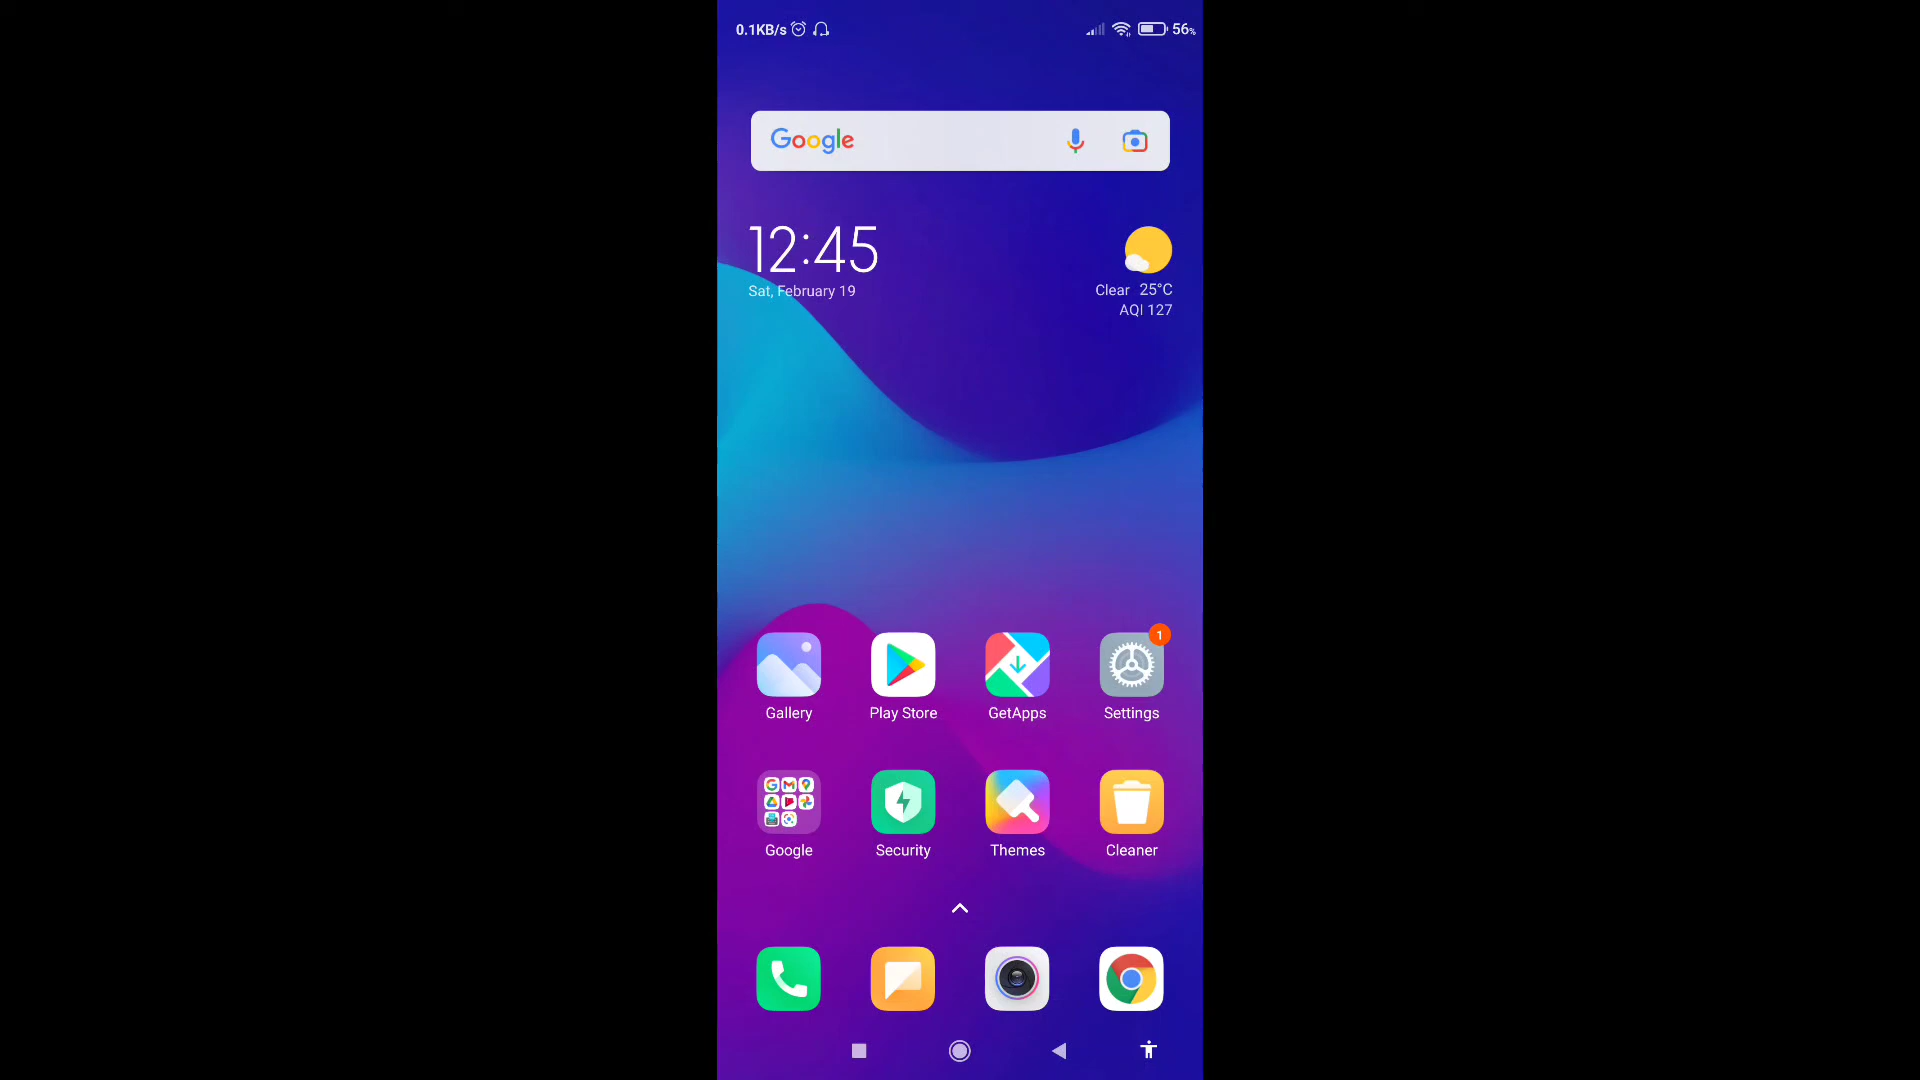 0.1KB/s 56%
Google
12:45
Sat, February 19
Clear 25°C
AQI 127
1
Gallery Play Store GetApps Settings
Google Security Themes Cleaner